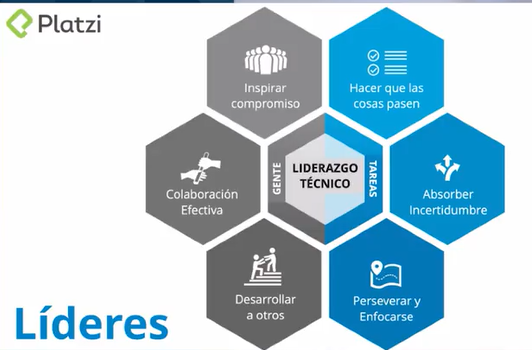 Platzi
Inspirar
compromiso
Hacer que las
cosas pasen
Colaboración
Efectiva
GENTE
LIDERAZGO
TÉCNICO
TAREAS
Absorber
Incertidumbre
Desarrollar
a otros
Perseverar y
Enfocarse
Líderes